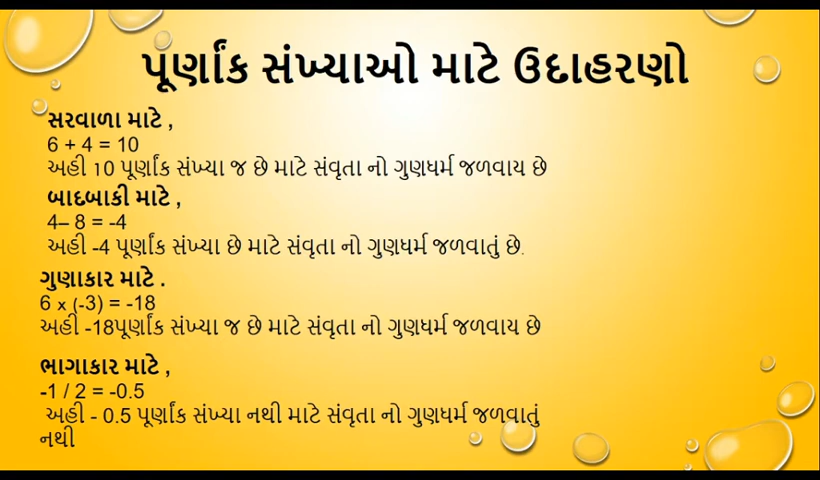 પૂર્ણાંક સંખ્યાઓ માટે ઉદાહરણો
સરવાળા માટે ,
6 + 4 = 10
અહી 10 પૂર્ણાંક સંખ્યા જ છે માટે સંવૃતા નો ગુણધર્મ જળવાય છે
બાદબાકી માટે ,
4– 8 = -4
અહી -4 પૂર્ણાંક સંખ્યા છે માટે સંવૃતા નો ગુણધર્મ જળવાતું છે.
ગુણાકાર માટે .
6 x (-3) = -18
અહી -18પૂર્ણાંક સંખ્યા જ છે માટે સંવૃતા નો ગુણધર્મ જળવાય છે
ભાગાકાર માટે ,
-1 / 2 = -0.5
અહી - 0.5 પૂર્ણાંક સંખ્યા નથી માટે સંવૃતા નો ગુણધર્મ જળવાતું
નથી